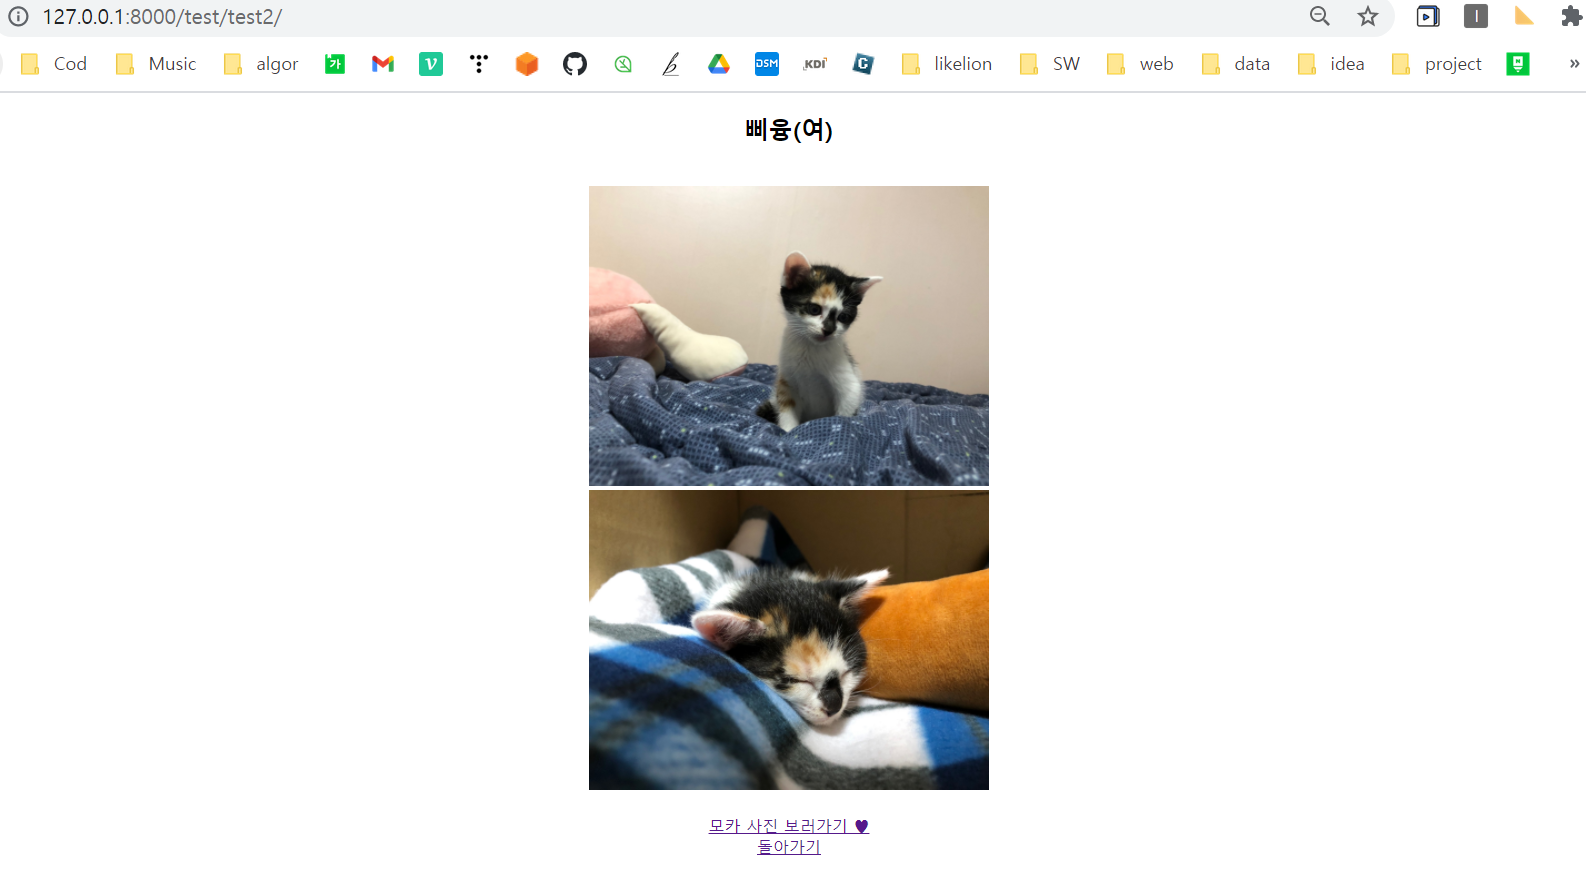 127.0.0.1:8000/test/test2/
Cod Music algor 가 V DSM KDI C likelion SW web data idea project »
삐융(여)
모카 사진 보러가기 ♥
돌아가기